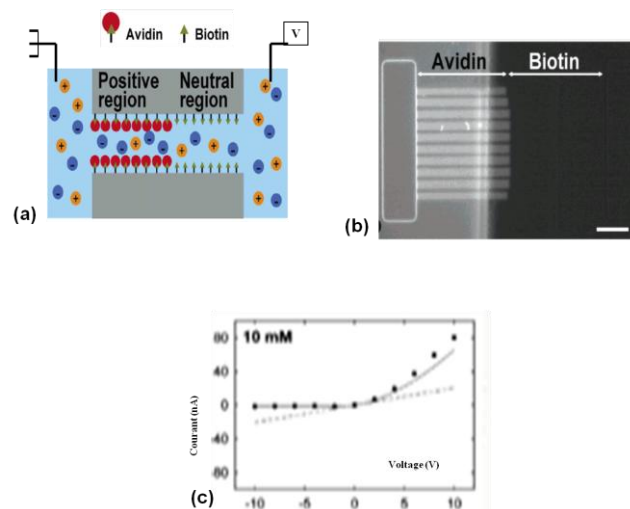 Avidin
Biotin
V
Positive
region
Neutral
region
(a)
Avidin
Biotin
(b)
10 mM
80
40
0
-40
-80
Courant (nA)
Voltage (V)
-10
-5
0
5
10
(c)